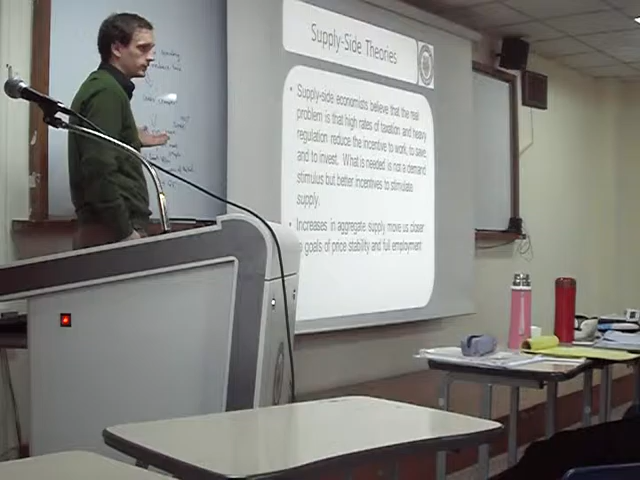 Supply-Side Theories
• Supply-side economists believe that the real
problem is that high rates of taxation and heavy
regulation reduce the incentive to work, to save,
and to invest. What is needed is not a demand
stimulus but better incentives to stimulate
supply.
• Increases in aggregate supply move us closer
goals of price stability and full employment